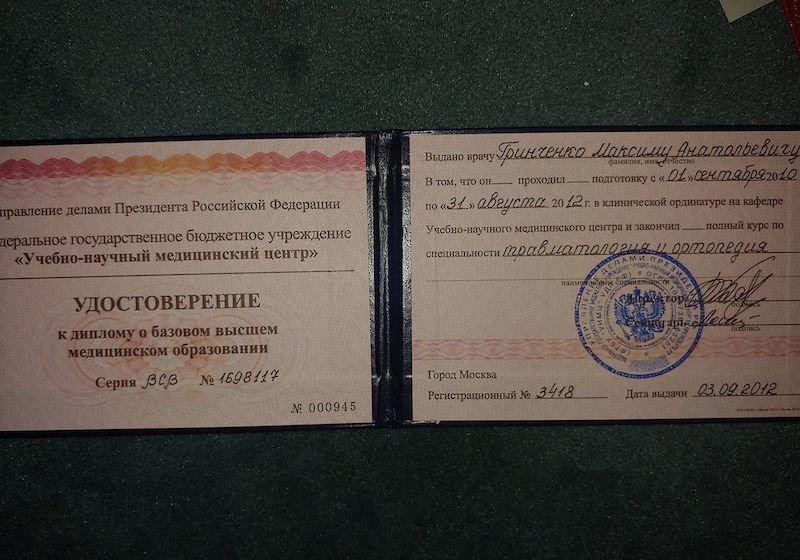 правление делами Президента Российской Федерации
деральное государственное бюджетное учреждение
«Учебно-научный медицинский центр»
УДОСТОВЕРЕНИЕ
к диплому о базовом высшем
медицинском образовании
Серия ВСВ № 1698117
№ 000945
Выдано врачу Гринченко Максиму Анатольевичу
фамилия, имя, отчество
В том, что он проходил подготовку с «01» сентября 2010
по «31» августа 2012 г. в клинической ординатуре на кафедре
Учебно-научного медицинского центра и закончил полный курс по
специальности травматология и ортопедия
наименование специальности
Директор
Секретарь
подпись
Город Москва
Регистрационный № 3418 Дата выдачи 03.09.2012